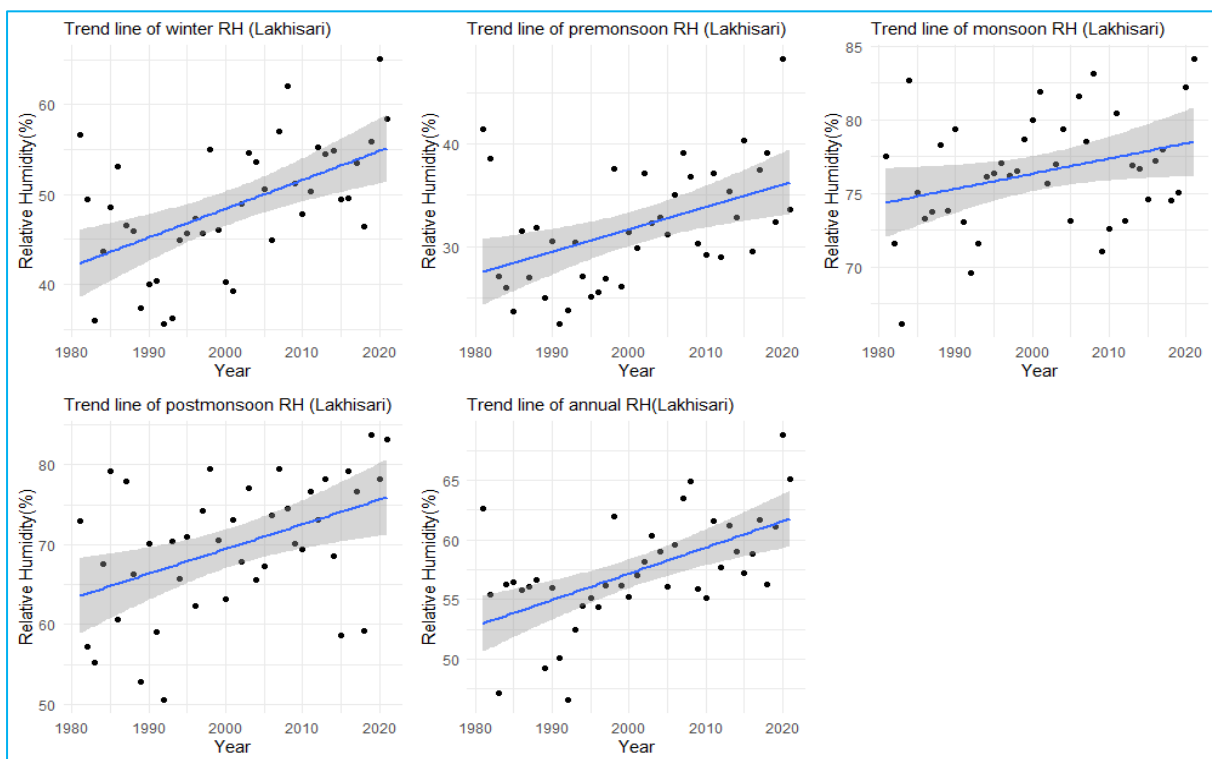 Trend line of winter RH (Lakhisari)
Relative Humidity(%)
60
50
40
1980 1990 2000 2010 2020
Year
Trend line of premonsoon RH (Lakhisari)
Relative Humidity(%)
40
30
1980 1990 2000 2010 2020
Year
Trend line of monsoon RH (Lakhisari)
Relative Humidity(%)
85
80
75
70
1980 1990 2000 2010 2020
Year
Trend line of postmonsoon RH (Lakhisari)
Relative Humidity(%)
80
70
60
50
1980 1990 2000 2010 2020
Year
Trend line of annual RH(Lakhisari)
Relative Humidity(%)
65
60
55
50
1980 1990 2000 2010 2020
Year